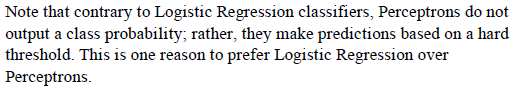 Note that contrary to Logistic Regression classifiers, Perceptrons do not
output a class probability; rather, they make predictions based on a hard
threshold. This is one reason to prefer Logistic Regression over
Perceptrons.